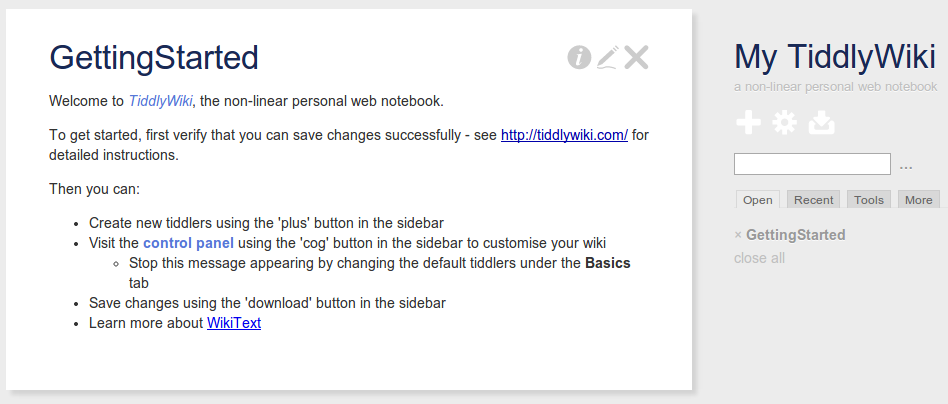 GettingStarted
Welcome to TiddlyWiki, the non-linear personal web notebook.
To get started, first verify that you can save changes successfully - see http://tiddlywiki.com/ for
detailed instructions.
Then you can:
Create new tiddlers using the 'plus' button in the sidebar
Visit the control panel using the 'cog' button in the sidebar to customise your wiki
Stop this message appearing by changing the default tiddlers under the Basics
tab
Save changes using the 'download' button in the sidebar
Learn more about WikiText
My TiddlyWiki
a non-linear personal web notebook
...
Open Recent Tools More
× GettingStarted
close all